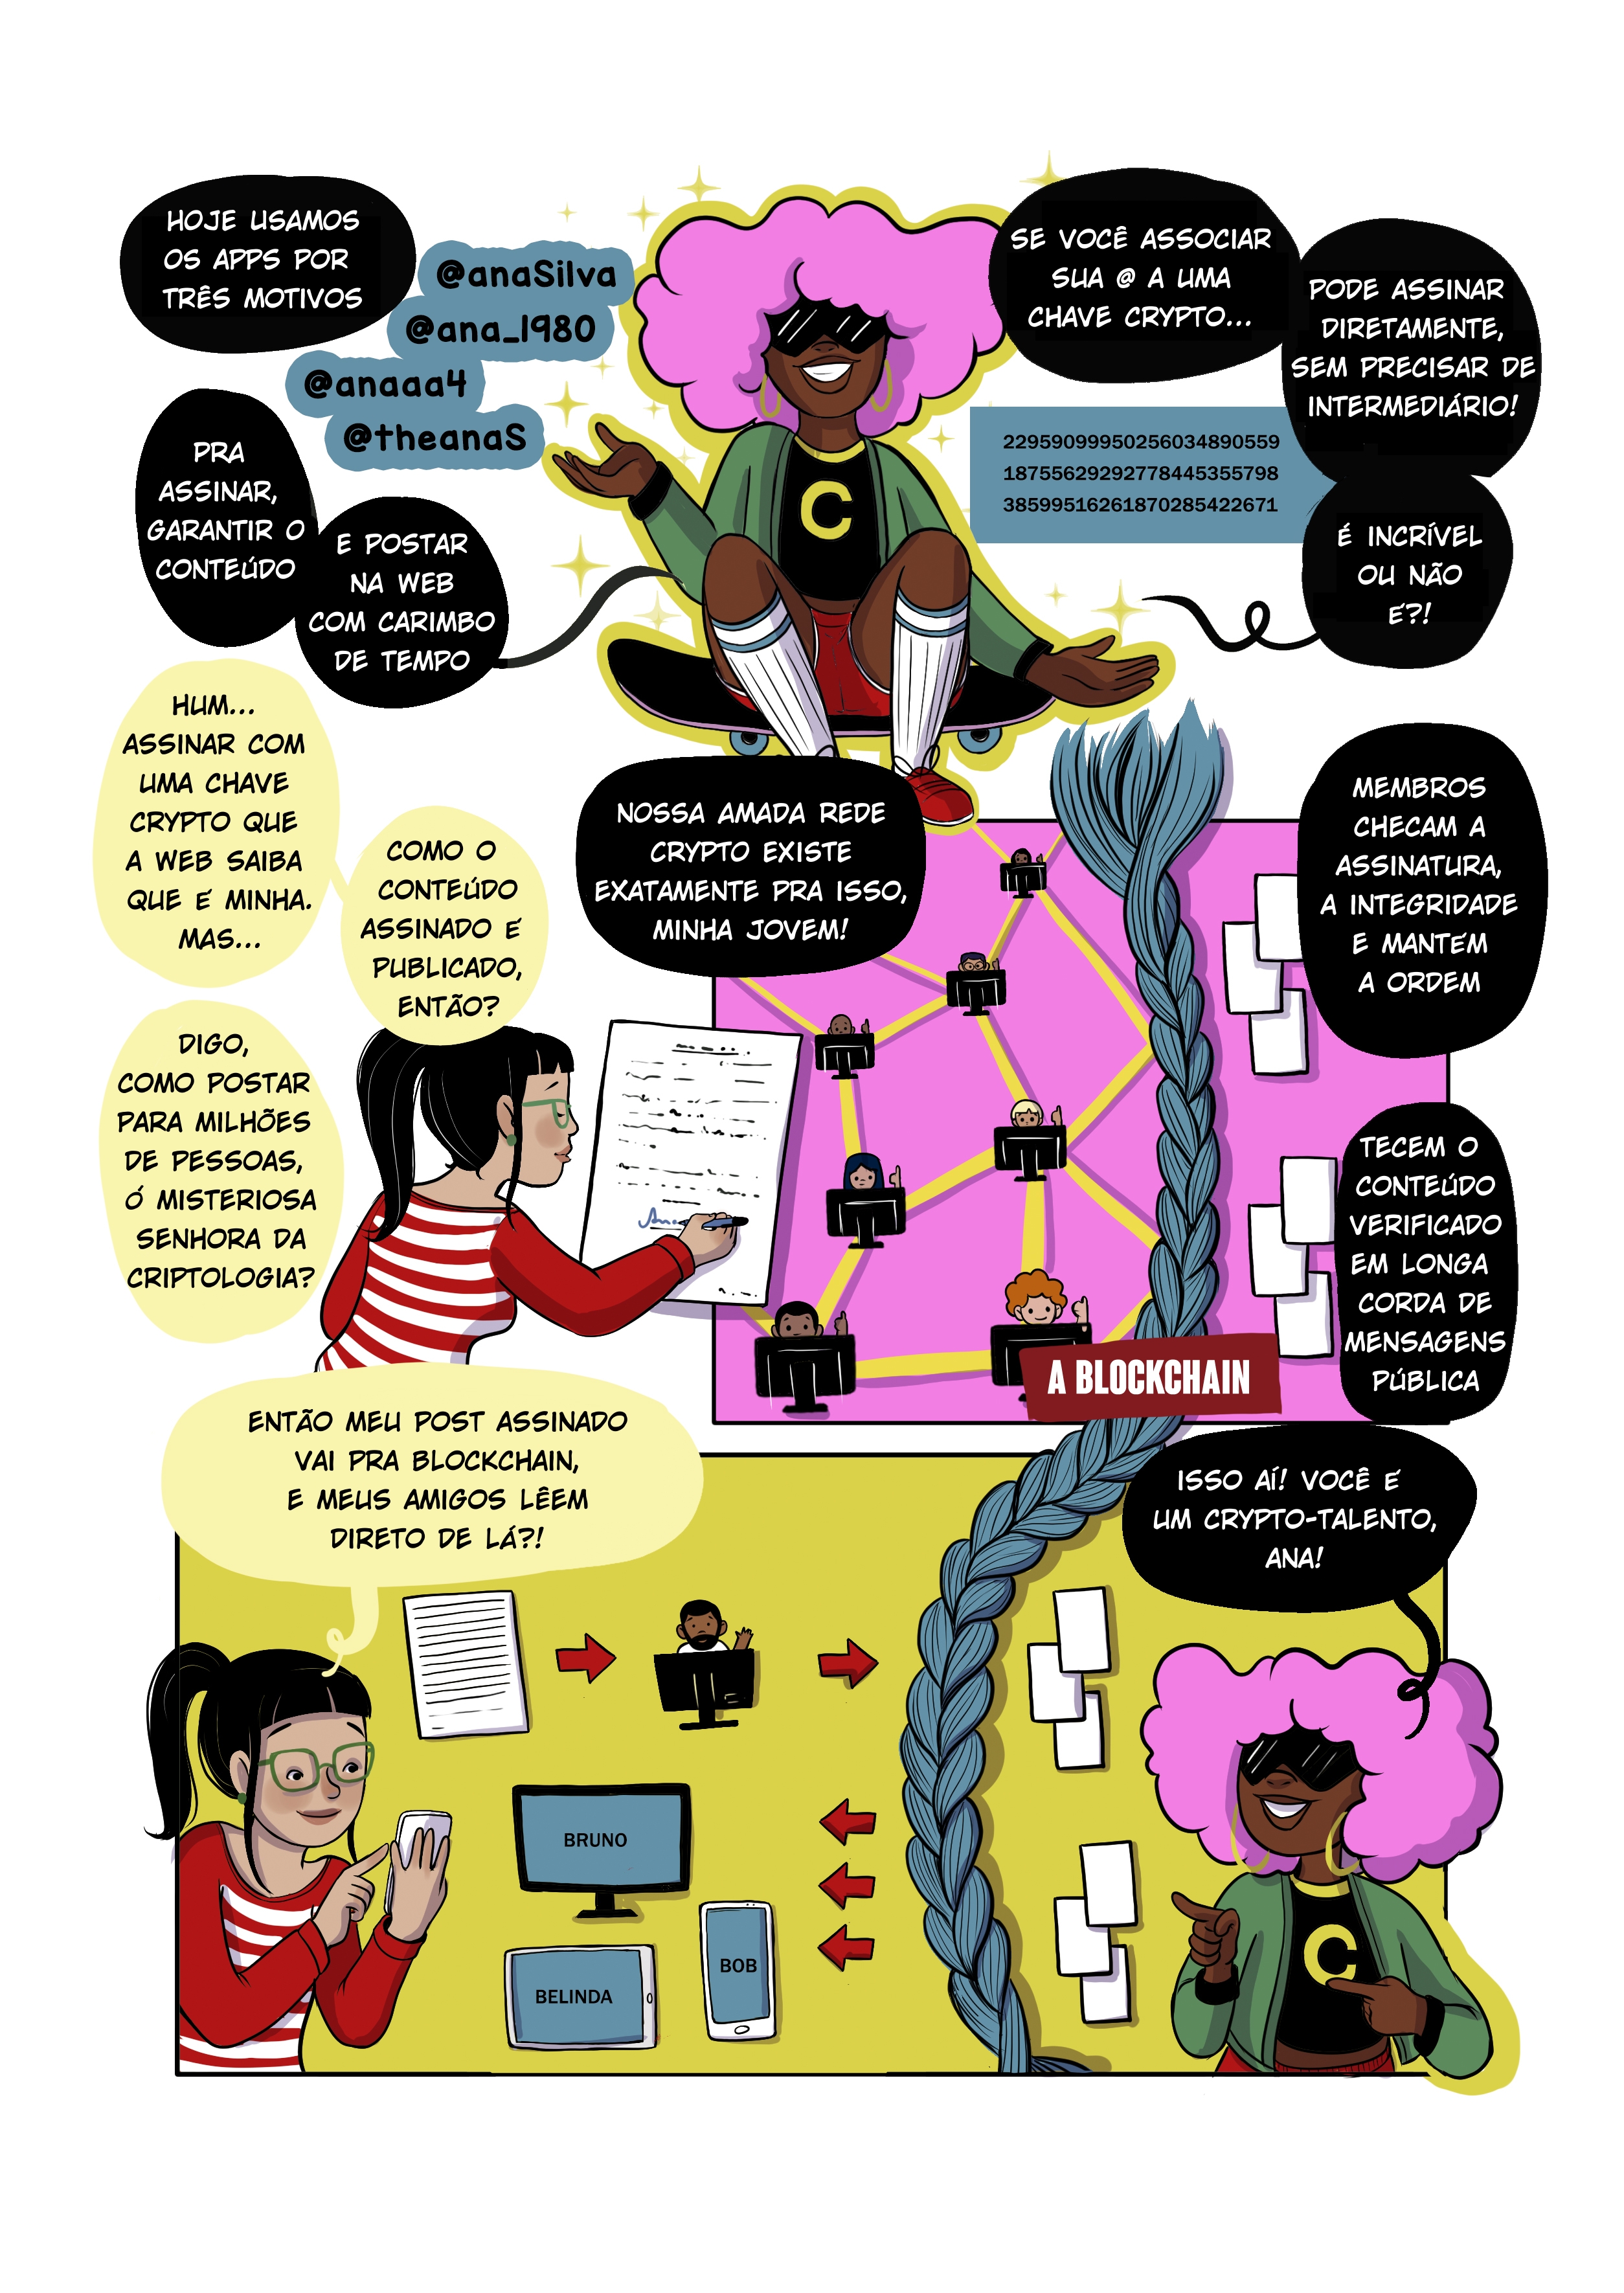 HOJE USAMOS
OS APPS POR
TRÊS MOTIVOS
@anaSilva
@ana_1980
@anaaa4
@theanaS
PRA
ASSINAR,
GARANTIR O
CONTEÚDO
E POSTAR
NA WEB
COM CARIMBO
DE TEMPO
C
SE VOCÊ ASSOCIAR
SUA @ A UMA
CHAVE CRYPTO...
PODE ASSINAR
DIRETAMENTE,
SEM PRECISAR DE
INTERMEDIÁRIO!
22959099950256034890559
18755629292778445355798
38599516261870285422671
É INCRÍVEL
OU NÃO
É?!
HUM...
ASSINAR COM
UMA CHAVE
CRYPTO QUE
A WEB SAIBA
QUE É MINHA.
MAS...
COMO O
CONTEÚDO
ASSINADO É
PUBLICADO,
ENTÃO?
DIGO,
COMO POSTAR
PARA MILHÕES
DE PESSOAS,
Ó MISTERIOSA
SENHORA DA
CRIPTOLOGIA?
NOSSA AMADA REDE
CRYPTO EXISTE
EXATAMENTE PRA ISSO,
MINHA JOVEM!
Ana
MEMBROS
CHECAM A
ASSINATURA,
A INTEGRIDADE
E MANTÉM
A ORDEM
TECEM O
CONTEÚDO
VERIFICADO
EM LONGA
CORDA DE
MENSAGENS
PÚBLICA
A BLOCKCHAIN
ENTÃO MEU POST ASSINADO
VAI PRA BLOCKCHAIN,
E MEUS AMIGOS LÊEM
DIRETO DE LÁ?!
ISSO AÍ! VOCÊ É
UM CRYPTO-TALENTO,
ANA!
BRUNO
BELINDA
BOB
C